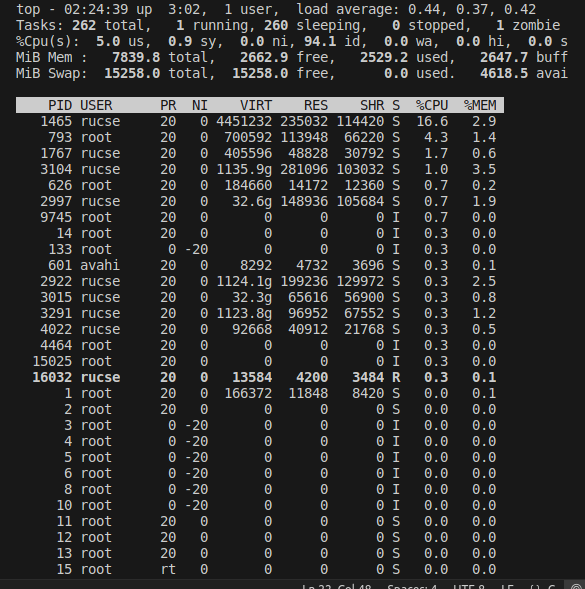 top - 02:24:39 up  3:02,  1 user,  load average: 0.44, 0.37, 0.42
Tasks: 262 total,   1 running, 260 sleeping,   0 stopped,   1 zombie
%Cpu(s):  5.0 us,  0.9 sy,  0.0 ni, 94.1 id,  0.0 wa,  0.0 hi,  0.0 s
MiB Mem :   7839.8 total,   2662.9 free,   2529.2 used,   2647.7 buff
MiB Swap:  15258.0 total,  15258.0 free,      0.0 used.   4618.5 avai
PID USER      PR  NI    VIRT    RES    SHR S  %CPU  %MEM
1465 rucse     20   0 4451232 235032 114420 S  16.6   2.9
793 root      20   0  700592 113948  66220 S   4.3   1.4
1767 rucse     20   0  405596  48828  30792 S   1.7   0.6
3104 rucse     20   0 1135.9g 281096 103032 S   1.0   3.5
626 root      20   0  184660  14172  12360 S   0.7   0.2
2997 rucse     20   0   32.6g 148936 105684 S   0.7   1.9
9745 root      20   0       0      0      0 I   0.7   0.0
14 root      20   0       0      0      0 I   0.3   0.0
133 root       0 -20       0      0      0 I   0.3   0.0
601 avahi     20   0    8292   4732   3696 S   0.3   0.1
2922 rucse     20   0 1124.1g 199236 129972 S   0.3   2.5
3015 rucse     20   0   32.3g  65616  56900 S   0.3   0.8
3291 rucse     20   0 1123.8g  96952  67552 S   0.3   1.2
4022 rucse     20   0   92668  40912  21768 S   0.3   0.5
4464 root      20   0       0      0      0 I   0.3   0.0
15025 root      20   0       0      0      0 I   0.3   0.0
16032 rucse     20   0   13584   4200   3484 R   0.3   0.1
1 root      20   0  166372  11848   8420 S   0.0   0.1
2 root      20   0       0      0      0 S   0.0   0.0
3 root       0 -20       0      0      0 I   0.0   0.0
4 root       0 -20       0      0      0 I   0.0   0.0
5 root       0 -20       0      0      0 I   0.0   0.0
6 root       0 -20       0      0      0 I   0.0   0.0
8 root       0 -20       0      0      0 I   0.0   0.0
10 root       0 -20       0      0      0 I   0.0   0.0
11 root      20   0       0      0      0 S   0.0   0.0
12 root      20   0       0      0      0 S   0.0   0.0
13 root      20   0       0      0      0 S   0.0   0.0
15 root      rt   0       0      0      0 S   0.0   0.0
Ln 22, Col 48  Spaces: 4  UTF-8  LF